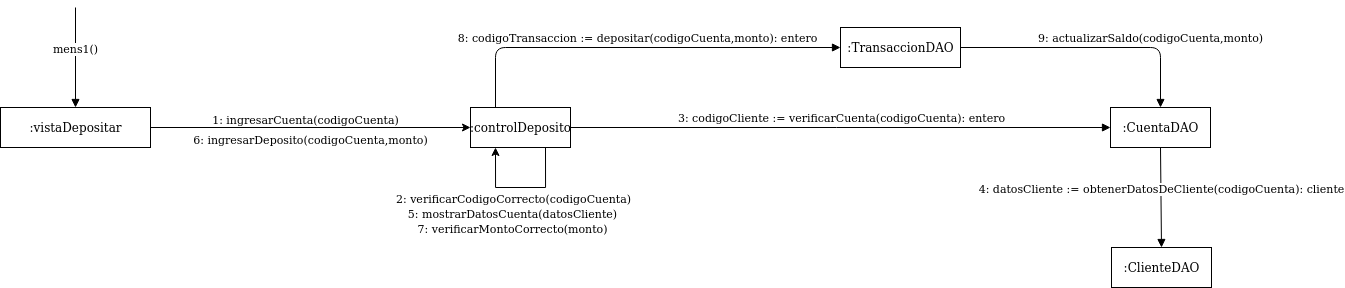 8: codigoTransaccion := depositar(codigoCuenta,monto): entero
:TransaccionDAO
9: actualizarSaldo(codigoCuenta,monto)
mens1()
:vistaDepositar
1: ingresarCuenta(codigoCuenta)
6: ingresarDeposito(codigoCuenta,monto)
:controlDeposito
3: codigoCliente := verificarCuenta(codigoCuenta): entero
:CuentaDAO
2: verificarCodigoCorrecto(codigoCuenta)
5: mostrarDatosCuenta(datosCliente)
7: verificarMontoCorrecto(monto)
4: datosCliente := obtenerDatosDeCliente(codigoCuenta): cliente
:ClienteDAO